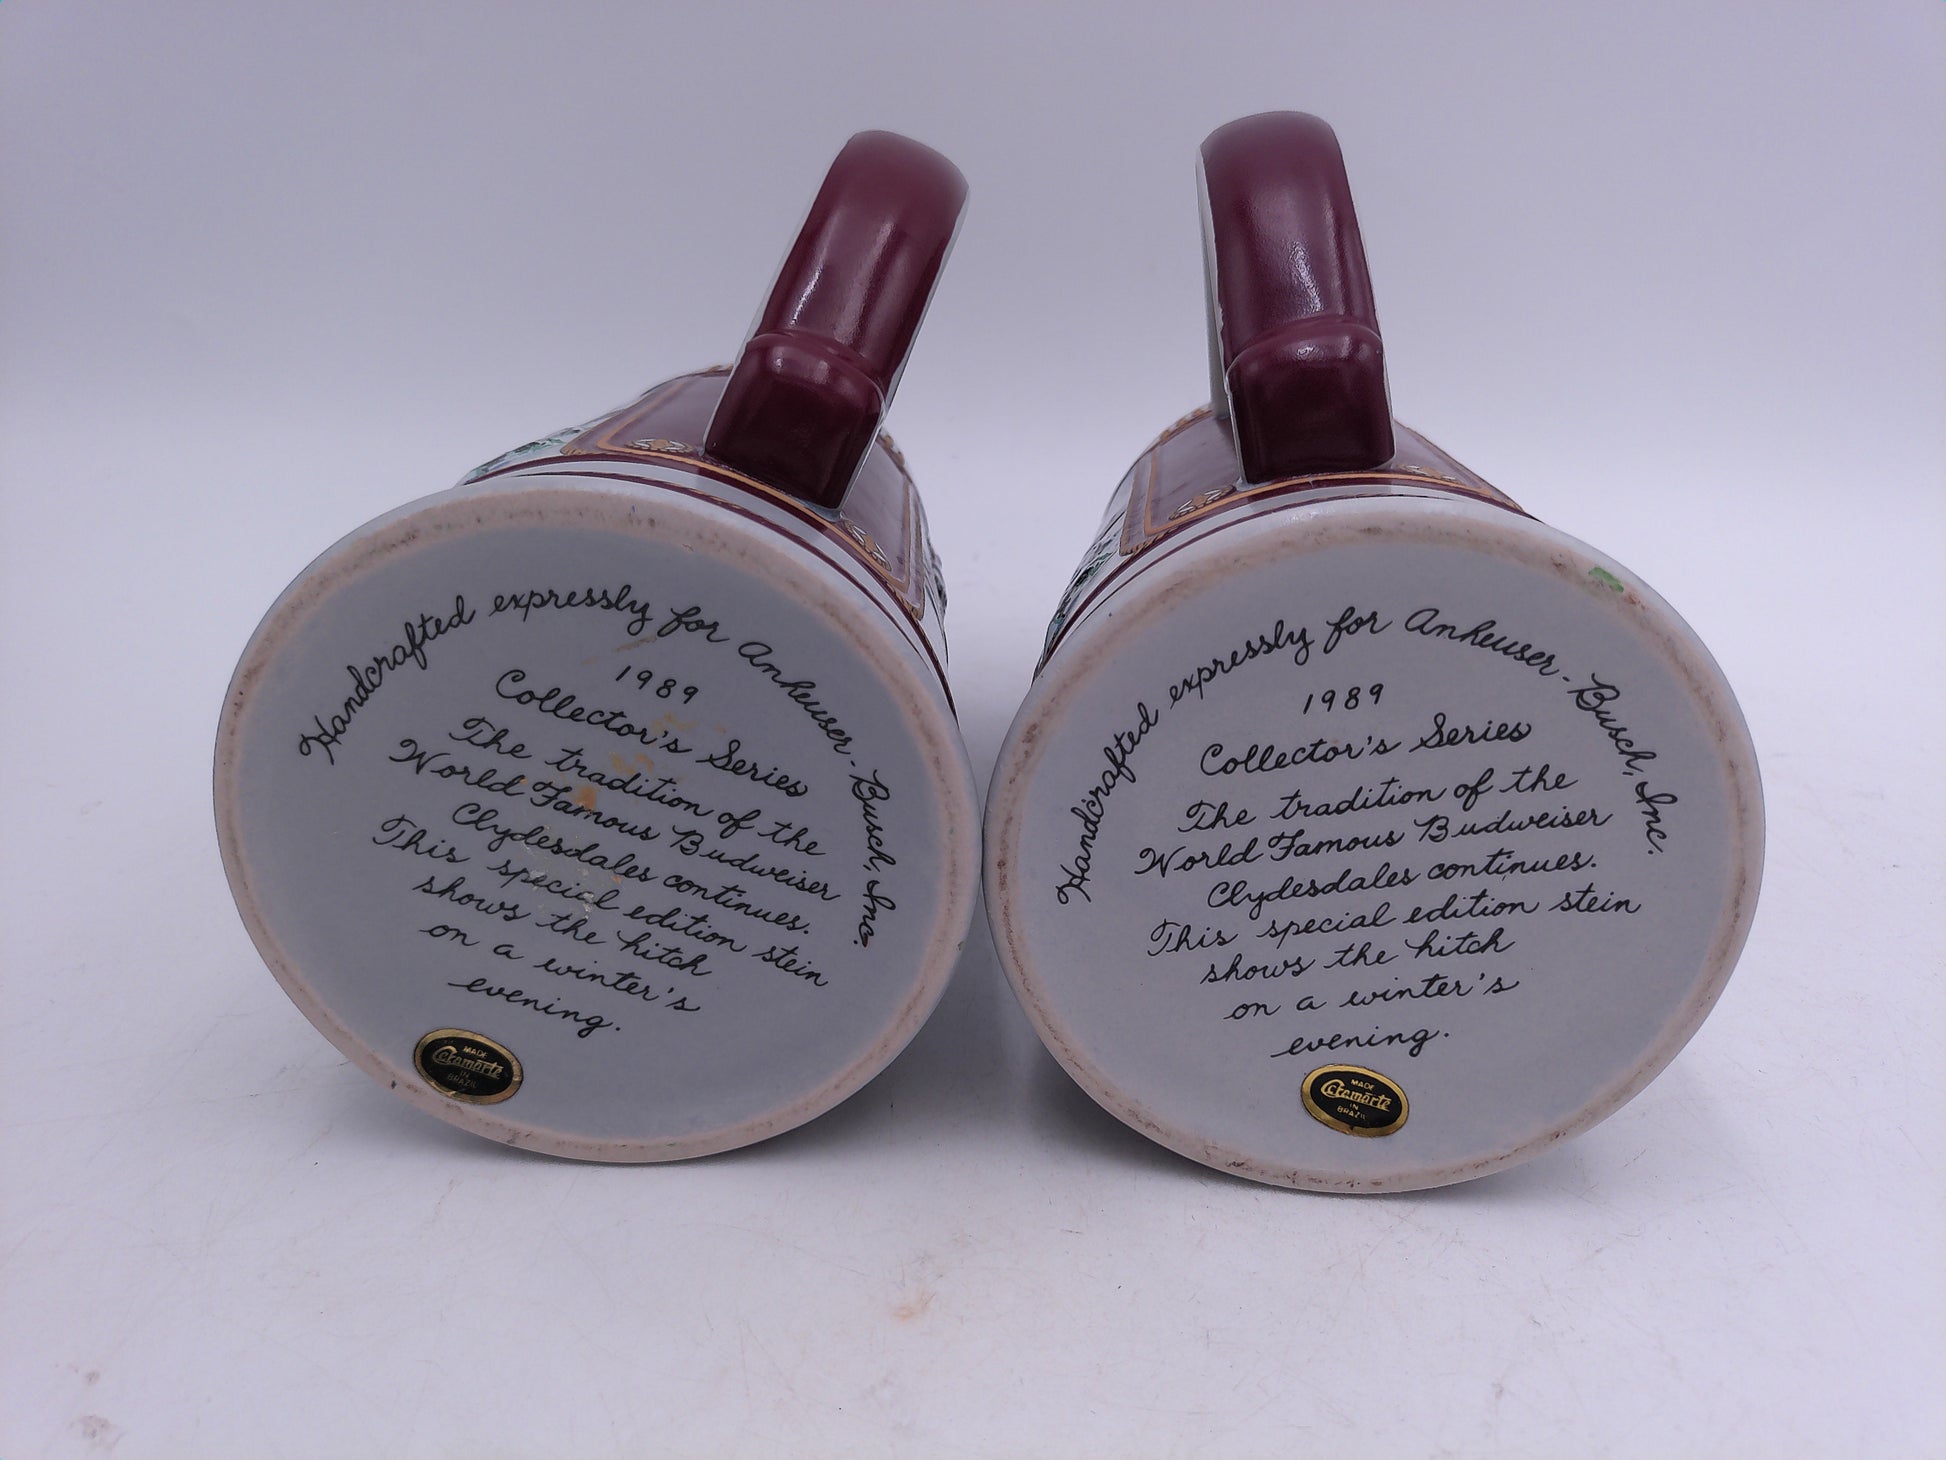 Handcrafted expressly for Anheuser-Busch, Inc.
1989
Collector's Series
The tradition of the
World Famous Budweiser
Clydesdales continues.
This special edition stein
shows the hitch
on a winter's
evening.
MADE
Ceramarte
IN
BRAZIL
Handcrafted expressly for Anheuser-Busch, Inc.
1989
Collector's Series
The tradition of the
World Famous Budweiser
Clydesdales continues.
This special edition stein
shows the hitch
on a winter's
evening.
MADE
Ceramarte
IN
BRAZIL